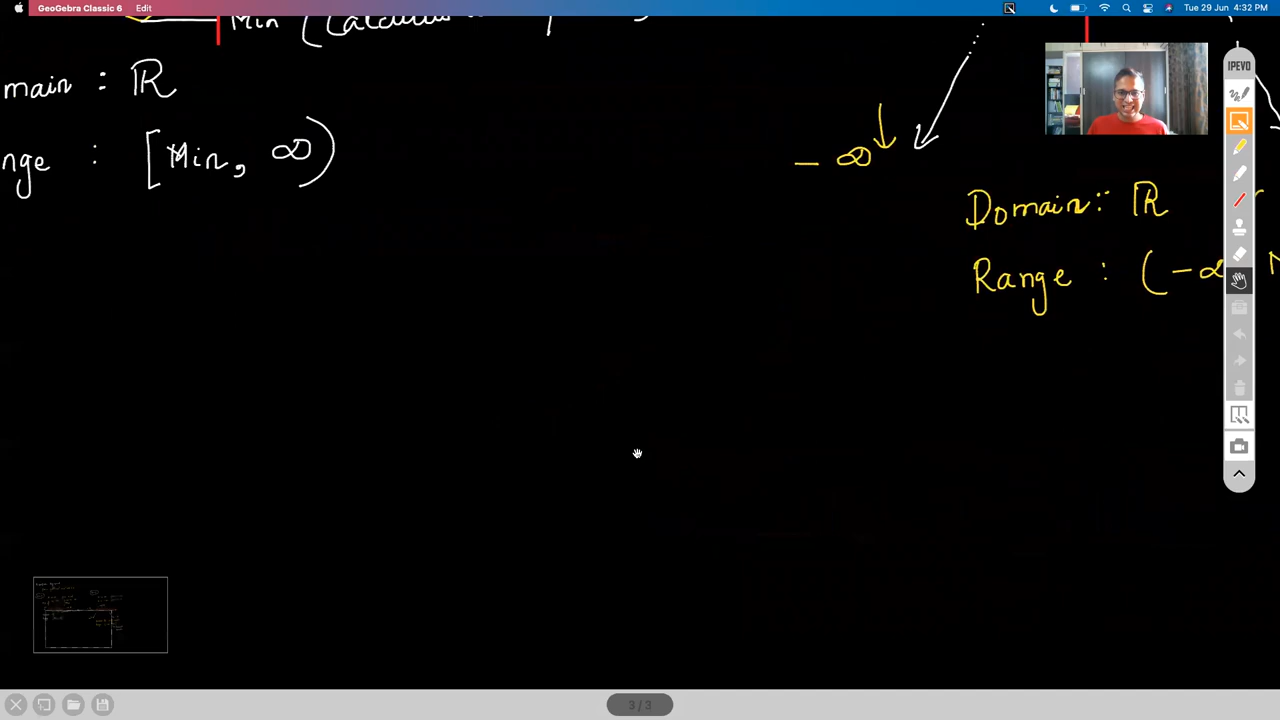 GeoGebra Classic 6 Edit
Tue 29 Jun 4:32 PM
Min (Calculus
main : ℝ
nge : [Min, ∞)
- ∞
IPEVO
Domain : ℝ
Range : (-∞
3 / 3